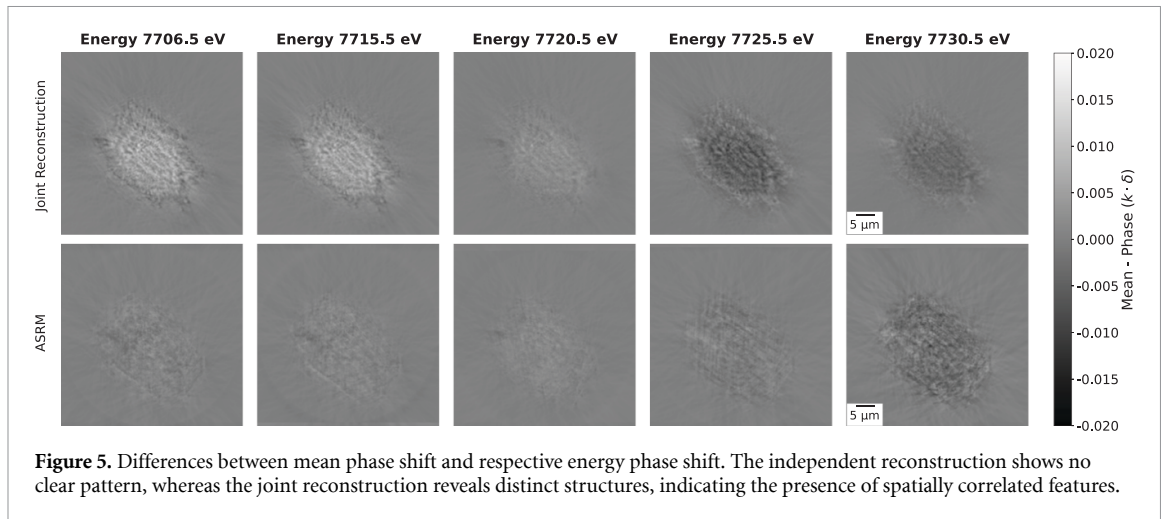 Energy 7706.5 eV Energy 7715.5 eV Energy 7720.5 eV Energy 7725.5 eV Energy 7730.5 eV
Joint Reconstruction
5 μm
ASRM
5 μm
0.020
0.015
0.010
0.005
0.000
-0.005
-0.010
-0.015
-0.020
Mean - Phase (k · δ)
Figure 5. Differences between mean phase shift and respective energy phase shift. The independent reconstruction shows no
clear pattern, whereas the joint reconstruction reveals distinct structures, indicating the presence of spatially correlated features.